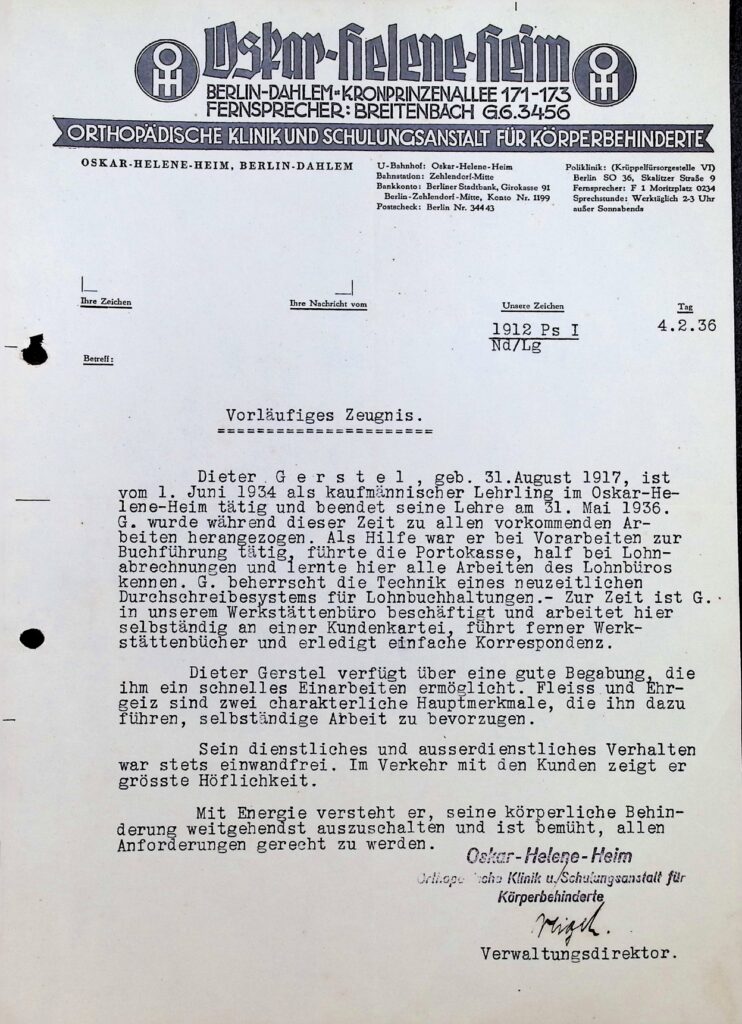 OHH
Oskar-Helene-Heim
OHH
BERLIN-DAHLEM = KRONPRINZENALLEE 171-173
FERNSPRECHER: BREITENBACH G.6.3456
ORTHOPÄDISCHE KLINIK UND SCHULUNGSANSTALT FÜR KÖRPERBEHINDERTE
OSKAR-HELENE-HEIM, BERLIN-DAHLEM
U-Bahnhof: Oskar-Helene-Heim
Bahnstation: Zehlendorf-Mitte
Bankkonto: Berliner Stadtbank, Girokasse 91
Berlin-Zehlendorf-Mitte, Konto Nr. 1199
Postscheck: Berlin Nr. 34443
Poliklinik: (Krüppelfürsorgestelle VI)
Berlin SO 36, Skalitzer Straße 9
Fernsprecher: F 1 Moritzplatz 0234
Sprechstunde: Werktäglich 2-3 Uhr
außer Sonnabends
Ihre Zeichen
Ihre Nachricht vom
Unsere Zeichen
Tag
1912 Ps I
Nd/Lg
4.2.36
Betreff:
Vorläufiges Zeugnis.
====================
Dieter G e r s t e l , geb. 31.August 1917, ist
vom 1. Juni 1934 als kaufmännischer Lehrling im Oskar-He-
lene-Heim tätig und beendet seine Lehre am 31. Mai 1936.
G. wurde während dieser Zeit zu allen vorkommenden Ar-
beiten herangezogen. Als Hilfe war er bei Vorarbeiten zur
Buchführung tätig, führte die Portokasse, half bei Lohn-
abrechnungen und lernte hier alle Arbeiten des Lohnbüros
kennen. G. beherrscht die Technik eines neuzeitlichen
Durchschreibesystems für Lohnbuchhaltungen.- Zur Zeit ist G.
in unserem Werkstättenbüro beschäftigt und arbeitet hier
selbständig an einer Kundenkartei, führt ferner Werk-
stättenbücher und erledigt einfache Korrespondenz.
Dieter Gerstel verfügt über eine gute Begabung, die
ihm ein schnelles Einarbeiten ermöglicht. Fleiss und Ehr-
geiz sind zwei charakterliche Hauptmerkmale, die ihn dazu
führen, selbständige Arbeit zu bevorzugen.
Sein dienstliches und ausserdienstliches Verhalten
war stets einwandfrei. Im Verkehr mit den Kunden zeigt er
grösste Höflichkeit.
Mit Energie versteht er, seine körperliche Behin-
derung weitgehendst auszuschalten und ist bemüht, allen
Anforderungen gerecht zu werden.
Oskar-Helene-Heim
Klinik u. Schulungsanstalt für
Körperbehinderte
Verwaltungsdirektor.